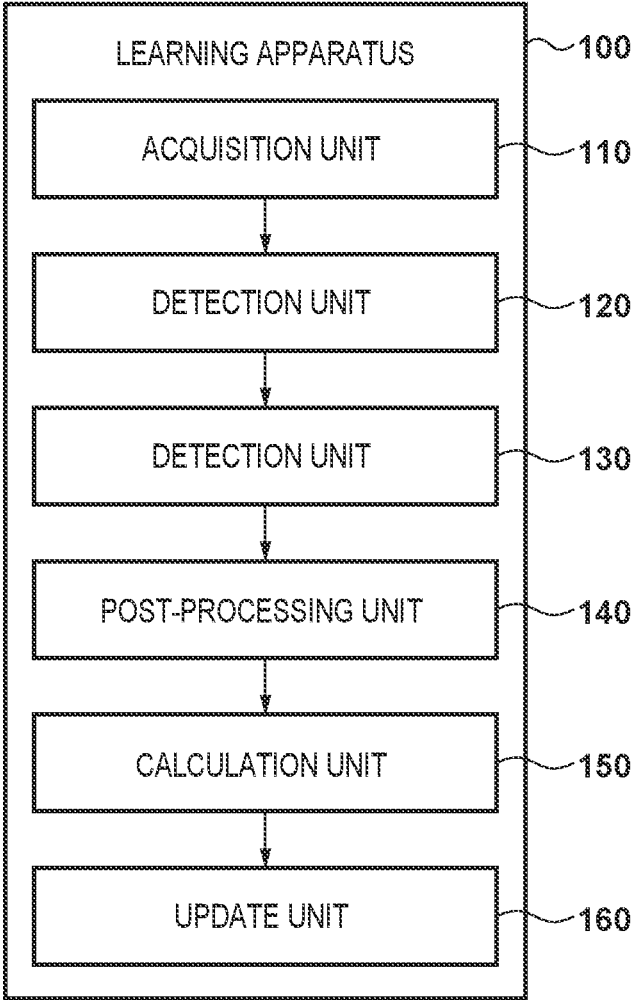 LEARNING APPARATUS
100
ACQUISITION UNIT
110
DETECTION UNIT
120
DETECTION UNIT
130
POST-PROCESSING UNIT
140
CALCULATION UNIT
150
UPDATE UNIT
160